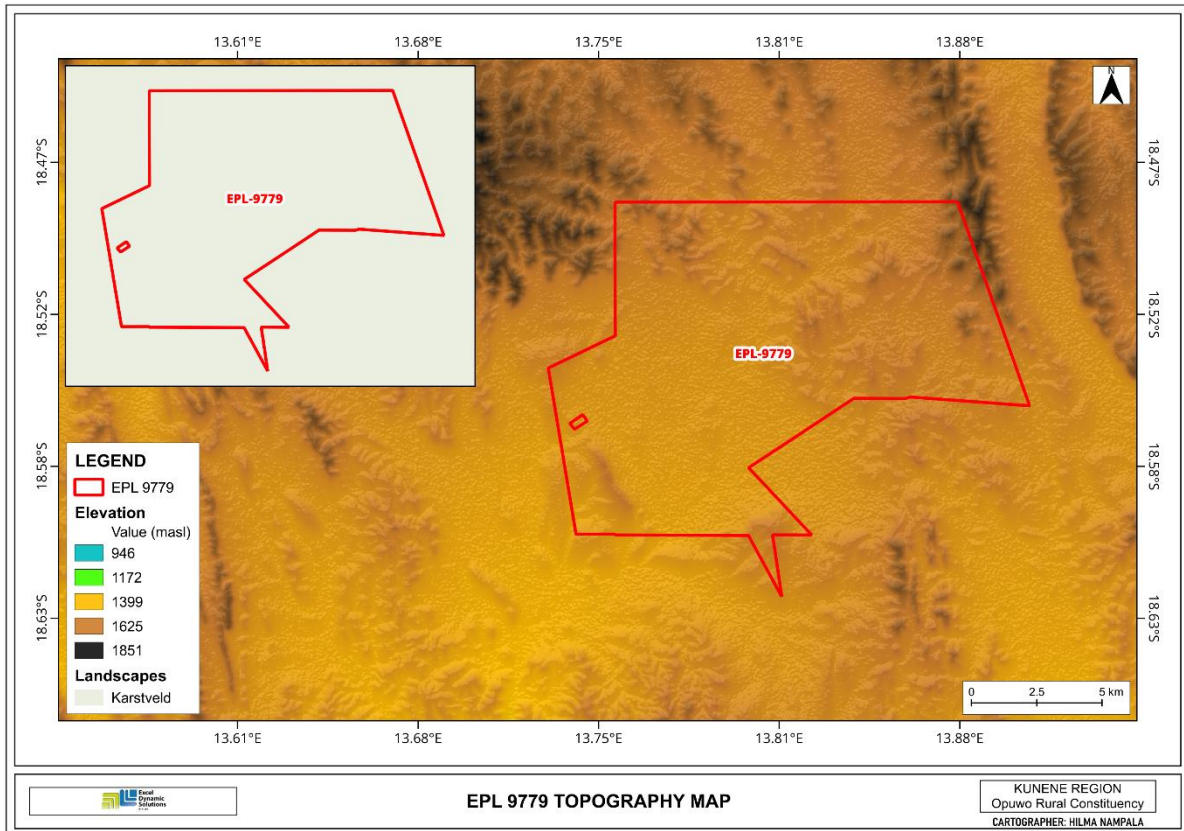 13.61°E 13.68°E 13.75°E 13.81°E 13.88°E
N
EPL-9779
18.47°S 18.47°S
18.52°S 18.52°S
EPL-9779
18.58°S 18.58°S
18.63°S 18.63°S
LEGEND
EPL 9779
Elevation
Value (masl)
946
1172
1399
1625
1851
Landscapes
Karstveld
0 2.5 5 km
13.61°E 13.68°E 13.75°E 13.81°E 13.88°E
Excel
Dynamic
Solutions
EPL 9779 TOPOGRAPHY MAP
KUNENE REGION
Opuwo Rural Constituency
CARTOGRAPHER: HILMA NAMPALA